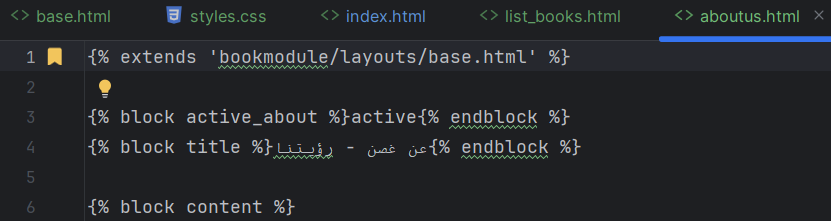 base.html styles.css index.html list_books.html aboutus.html
1 {% extends 'bookmodule/layouts/base.html' %}
2
3 {% block active_about %}active{% endblock %}
4 {% block title %}عن غصن - رؤيتنا{% endblock %}
5
6 {% block content %}